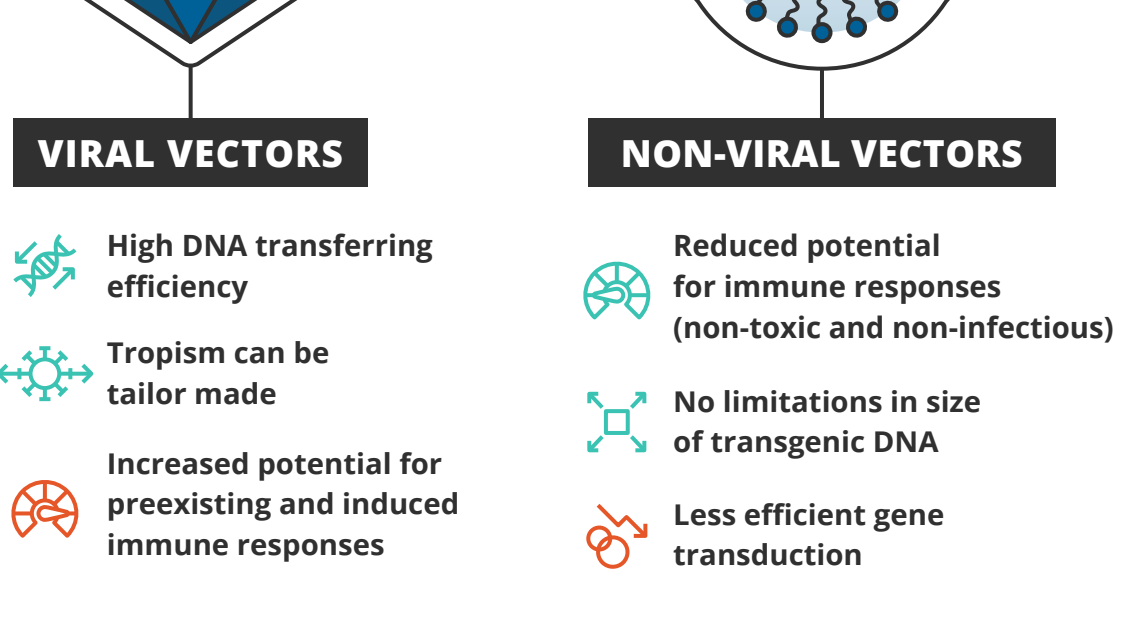 VIRAL VECTORS
High DNA transferring
efficiency
Tropism can be
tailor made
Increased potential for
preexisting and induced
immune responses
NON-VIRAL VECTORS
Reduced potential
for immune responses
(non-toxic and non-infectious)
No limitations in size
of transgenic DNA
Less efficient gene
transduction